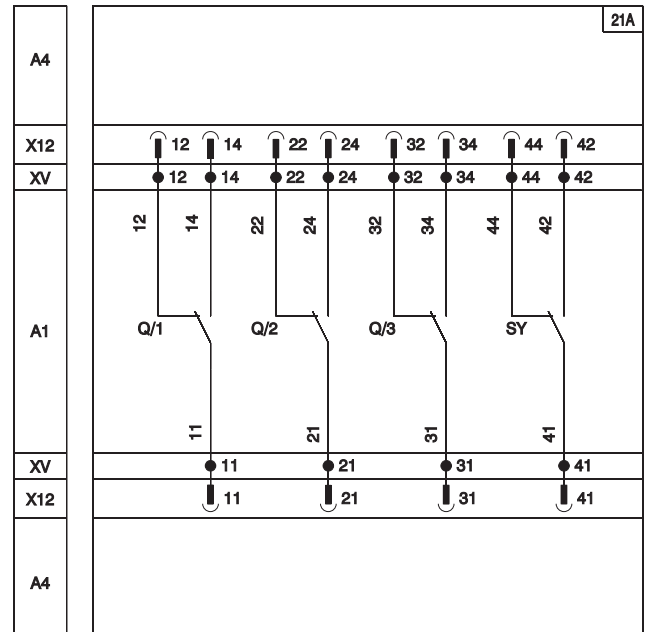 21A
A4
X12 12 14 22 24 32 34 44 42
XV 12 14 22 24 32 34 44 42
12 14 22 24 32 34 44 42
A1 Q/1 Q/2 Q/3 SY
11 21 31 41
XV 11 21 31 41
X12 11 21 31 41
A4